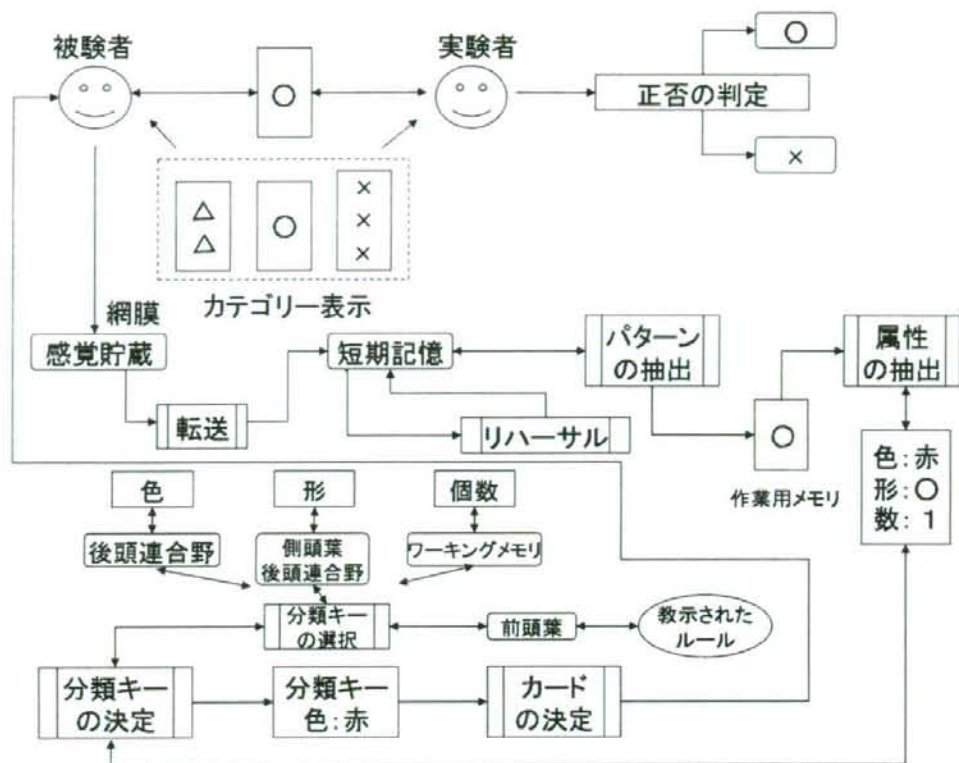 被験者
実験者
○
○
正否の判定
×
△
△
○
×
×
×
カテゴリー表示
網膜
感覚貯蔵
転送
短期記憶
リハーサル
パターン
の抽出
○
作業用メモリ
属性
の抽出
色:赤
形:○
数:1
色
形
個数
後頭連合野
側頭葉
後頭連合野
ワーキングメモリ
分類キー
の選択
前頭葉
教示された
ルール
分類キー
の決定
分類キー
色:赤
カード
の決定